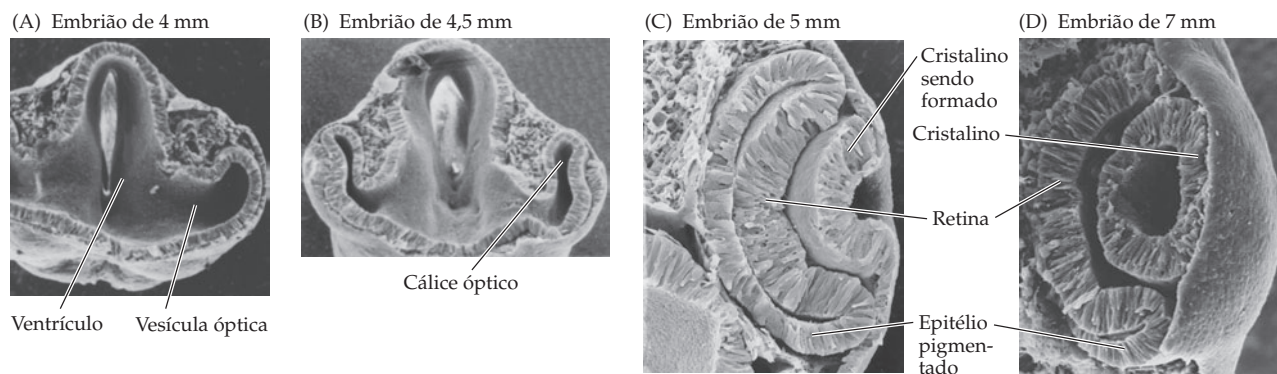 (A) Embrião de 4 mm
(B) Embrião de 4,5 mm
(C) Embrião de 5 mm
(D) Embrião de 7 mm
Cristalino
sendo
formado
Cristalino
Retina
Cálice óptico
Ventrículo
Vesícula óptica
Epitélio
pigmen-
tado